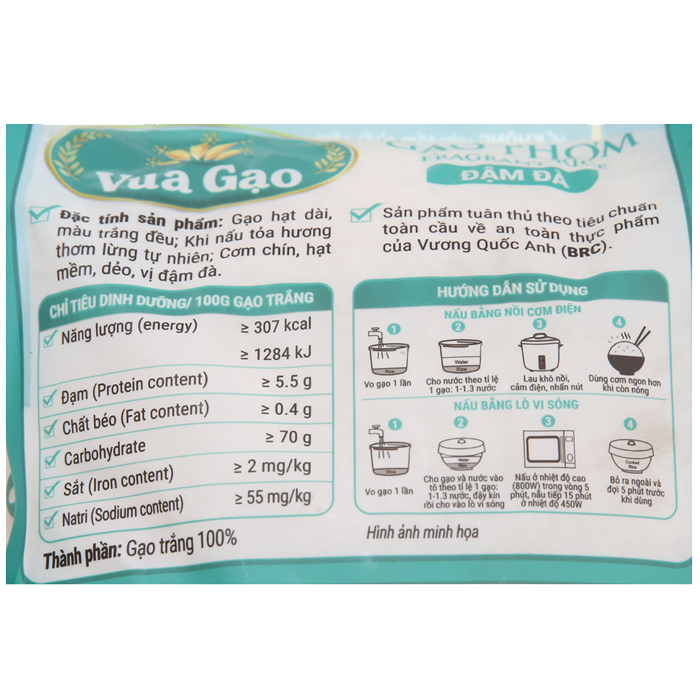 GẠO THƠM
FRAGRANT RICE
ĐẬM ĐÀ
Vua Gạo
Đặc tính sản phẩm: Gạo hạt dài,
màu trắng đều; Khi nấu tỏa hương
thơm lừng tự nhiên; Cơm chín, hạt
mềm, dẻo, vị đậm đà.
Sản phẩm tuân thủ theo tiêu chuẩn
toàn cầu về an toàn thực phẩm
của Vương Quốc Anh (BRC).
CHỈ TIÊU DINH DƯỠNG/ 100G GẠO TRẮNG
Năng lượng (energy) ≥ 307 kcal
≥ 1284 kJ
Đạm (Protein content) ≥ 5.5 g
Chất béo (Fat content) ≥ 0.4 g
Carbohydrate ≥ 70 g
Sắt (Iron content) ≥ 2 mg/kg
Natri (Sodium content) ≥ 55 mg/kg
Thành phần: Gạo trắng 100%
HƯỚNG DẪN SỬ DỤNG
NẤU BẰNG NỒI CƠM ĐIỆN
1 2 3 4
Rice
Water
Rice
Vo gạo 1 lần
Cho nước theo tỉ lệ
1 gạo: 1-1.3 nước
Lau khô nồi,
cắm điện, nhấn nút
Dùng cơm ngon hơn
khi còn nóng
NẤU BẰNG LÒ VI SÓNG
1 2 3 4
Rice
Water
Rice
Cooked
Rice
Vo gạo 1 lần
Cho gạo và nước vào
tô theo tỉ lệ 1 gạo:
1-1.3 nước, đậy kín
rồi cho vào lò vi sóng
Nấu ở nhiệt độ cao
(800W) trong vòng 5
phút, nấu tiếp 15 phút
ở nhiệt độ 450W
Bỏ ra ngoài và
đợi 5 phút trước
khi dùng
Hình ảnh minh họa